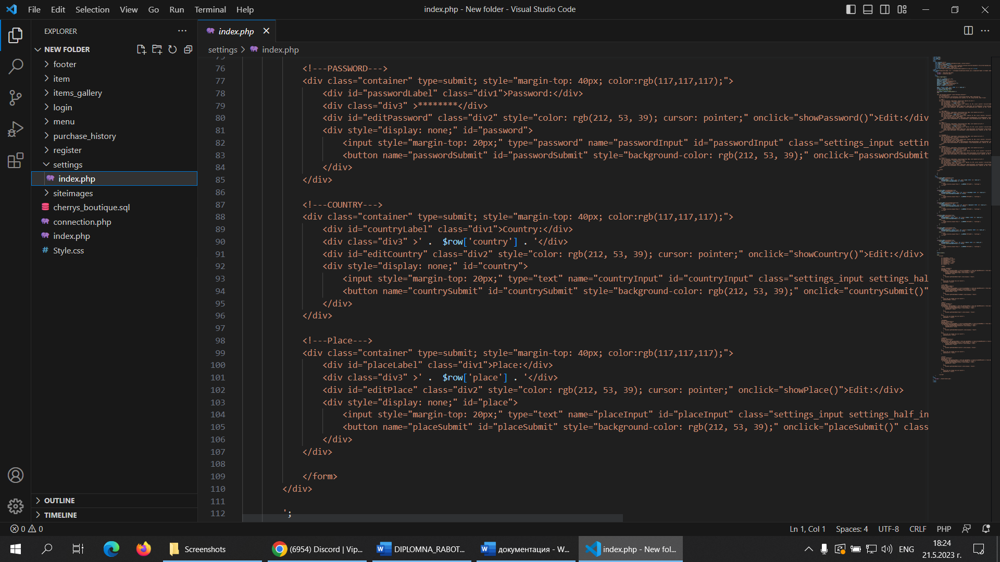 File Edit Selection View Go Run Terminal Help
index.php - New folder - Visual Studio Code
EXPLORER
NEW FOLDER
footer
item
items_gallery
login
menu
purchase_history
register
settings
index.php
siteimages
cherrys_boutique.sql
connection.php
index.php
Style.css
OUTLINE
TIMELINE
index.php
settings > index.php
76 <!---PASSWORD--->
77 <div class="container" type=submit; style="margin-top: 40px; color:rgb(117,117,117);">
78 <div id="passwordLabel" class="div1">Password:</div>
79 <div class="div3" >********</div>
80 <div id="editPassword" class="div2" style="color: rgb(212, 53, 39); cursor: pointer;" onclick="showPassword()">Edit:</div
81 <div style="display: none;" id="password">
82 <input style="margin-top: 20px;" type="password" name="passwordInput" id="passwordInput" class="settings_input settin
83 <button name="passwordSubmit" id="passwordSubmit" style="background-color: rgb(212, 53, 39);" onclick="passwordSubmit
84 </div>
85 </div>
86
87 <!---COUNTRY--->
88 <div class="container" type=submit; style="margin-top: 40px; color:rgb(117,117,117);">
89 <div id="countryLabel" class="div1">Country:</div>
90 <div class="div3" >' .  $row['country'] . '</div>
91 <div id="editCountry" class="div2" style="color: rgb(212, 53, 39); cursor: pointer;" onclick="showCountry()">Edit:</div>
92 <div style="display: none;" id="country">
93 <input style="margin-top: 20px;" type="text" name="countryInput" id="countryInput" class="settings_input settings_hal
94 <button name="countrySubmit" id="countrySubmit" style="background-color: rgb(212, 53, 39);" onclick="countrySubmit()"
95 </div>
96 </div>
97
98 <!---Place--->
99 <div class="container" type=submit; style="margin-top: 40px; color:rgb(117,117,117);">
100 <div id="placeLabel" class="div1">Place:</div>
101 <div class="div3" >' .  $row['place'] . '</div>
102 <div id="editPlace" class="div2" style="color: rgb(212, 53, 39); cursor: pointer;" onclick="showPlace()">Edit:</div>
103 <div style="display: none;" id="place">
104 <input style="margin-top: 20px;" type="text" name="placeInput" id="placeInput" class="settings_input settings_half_in
105 <button name="placeSubmit" id="placeSubmit" style="background-color: rgb(212, 53, 39);" onclick="placeSubmit()" class
106 </div>
107 </div>
108
109 </form>
110 </div>
111
112 ';
0 0
Ln 1, Col 1 Spaces: 4 UTF-8 CRLF PHP
Screenshots
(6954) Discord | Vip...
DIPLOMNA_RABOT...
документация - W...
index.php - New fol...
ENG
18:24
21.5.2023 г.